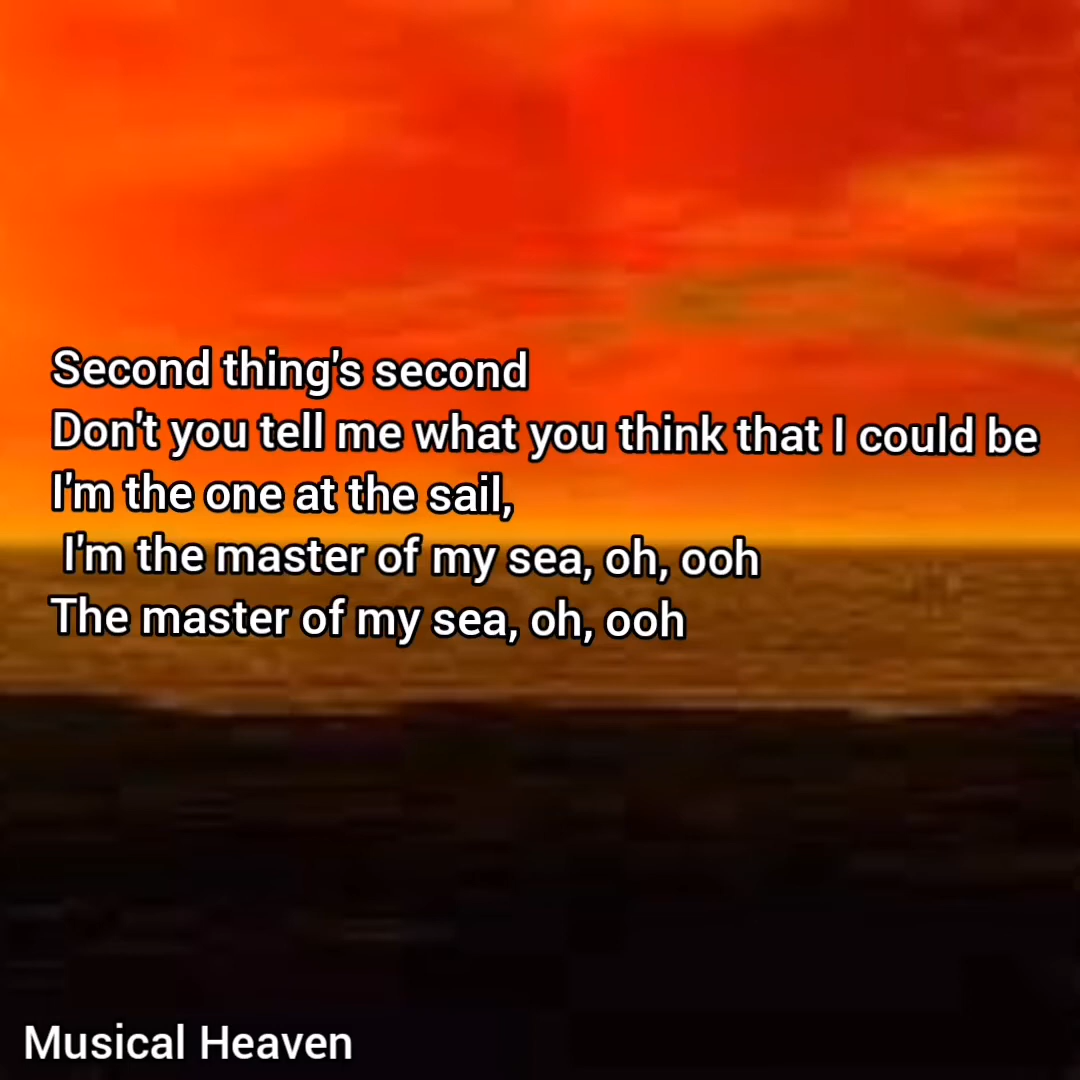 Second thing's second
Don't you tell me what you think that I could be
I'm the one at the sail,
I'm the master of my sea, oh, ooh
The master of my sea, oh, ooh
Musical Heaven